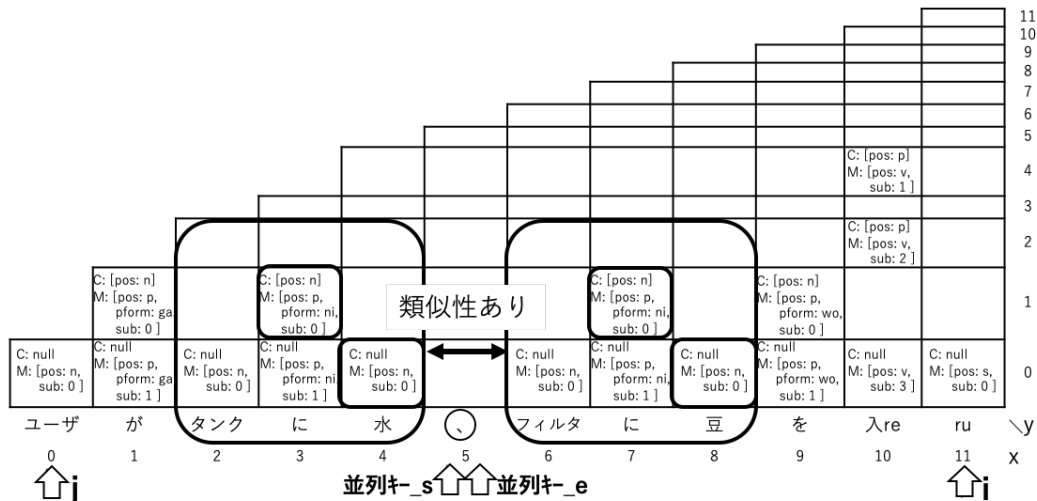 11
10
9
8
7
6
5
C: [pos: p]
M: [pos: v,
sub: 1 ]
4
3
C: [pos: p]
M: [pos: v,
sub: 2 ]
2
C: [pos: n]
M: [pos: p,
pform: ga,
sub: 0 ]
C: [pos: n]
M: [pos: p,
pform: ni,
sub: 0 ]
類似性あり
C: [pos: n]
M: [pos: p,
pform: ni,
sub: 0 ]
C: [pos: n]
M: [pos: p,
pform: wo,
sub: 0 ]
1
C: null
M: [pos: n,
sub: 0 ]
C: null
M: [pos: p,
pform: ga
sub: 1 ]
C: null
M: [pos: n,
sub: 0 ]
C: null
M: [pos: p,
pform: ni
sub: 1 ]
C: null
M: [pos: n,
sub: 0 ]
C: null
M: [pos: n,
sub: 0 ]
C: null
M: [pos: p,
pform: ni,
sub: 1 ]
C: null
M: [pos: n,
sub: 0 ]
C: null
M: [pos: p,
pform: wo,
sub: 1 ]
C: null
M: [pos: v,
sub: 3 ]
C: null
M: [pos: s,
sub: 0 ]
0
ユーザ が タンク に 水 、 フィルタ に 豆 を 入re ru \y
0 1 2 3 4 5 6 7 8 9 10 11 x
j 並列キー_s 並列キー_e i